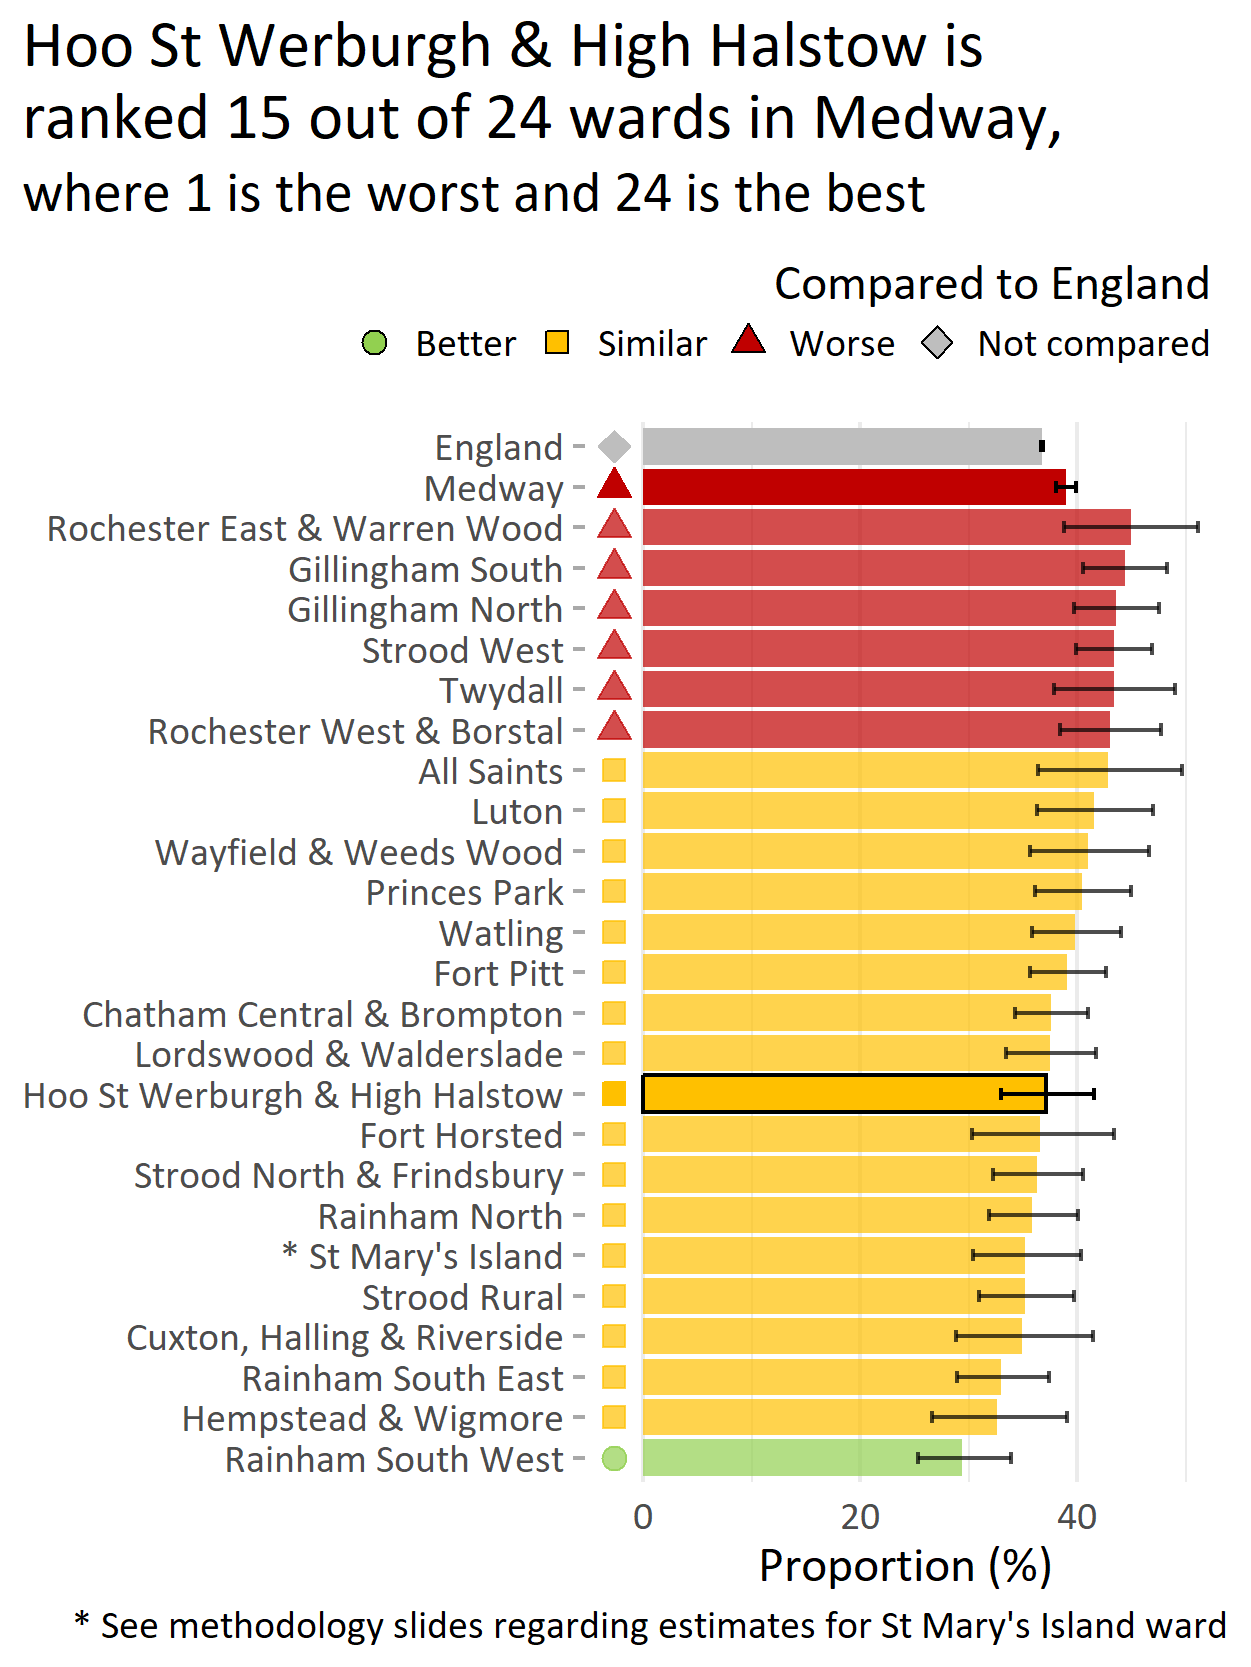 Hoo St Werburgh & High Halstow is
ranked 15 out of 24 wards in Medway,
where 1 is the worst and 24 is the best
Compared to England
Better Similar Worse Not compared
England
Medway
Rochester East & Warren Wood
Gillingham South
Gillingham North
Strood West
Twydall
Rochester West & Borstal
All Saints
Luton
Wayfield & Weeds Wood
Princes Park
Watling
Fort Pitt
Chatham Central & Brompton
Lordswood & Walderslade
Hoo St Werburgh & High Halstow
Fort Horsted
Strood North & Frindsbury
Rainham North
* St Mary's Island
Strood Rural
Cuxton, Halling & Riverside
Rainham South East
Hempstead & Wigmore
Rainham South West
0 20 40
Proportion (%)
* See methodology slides regarding estimates for St Mary's Island ward